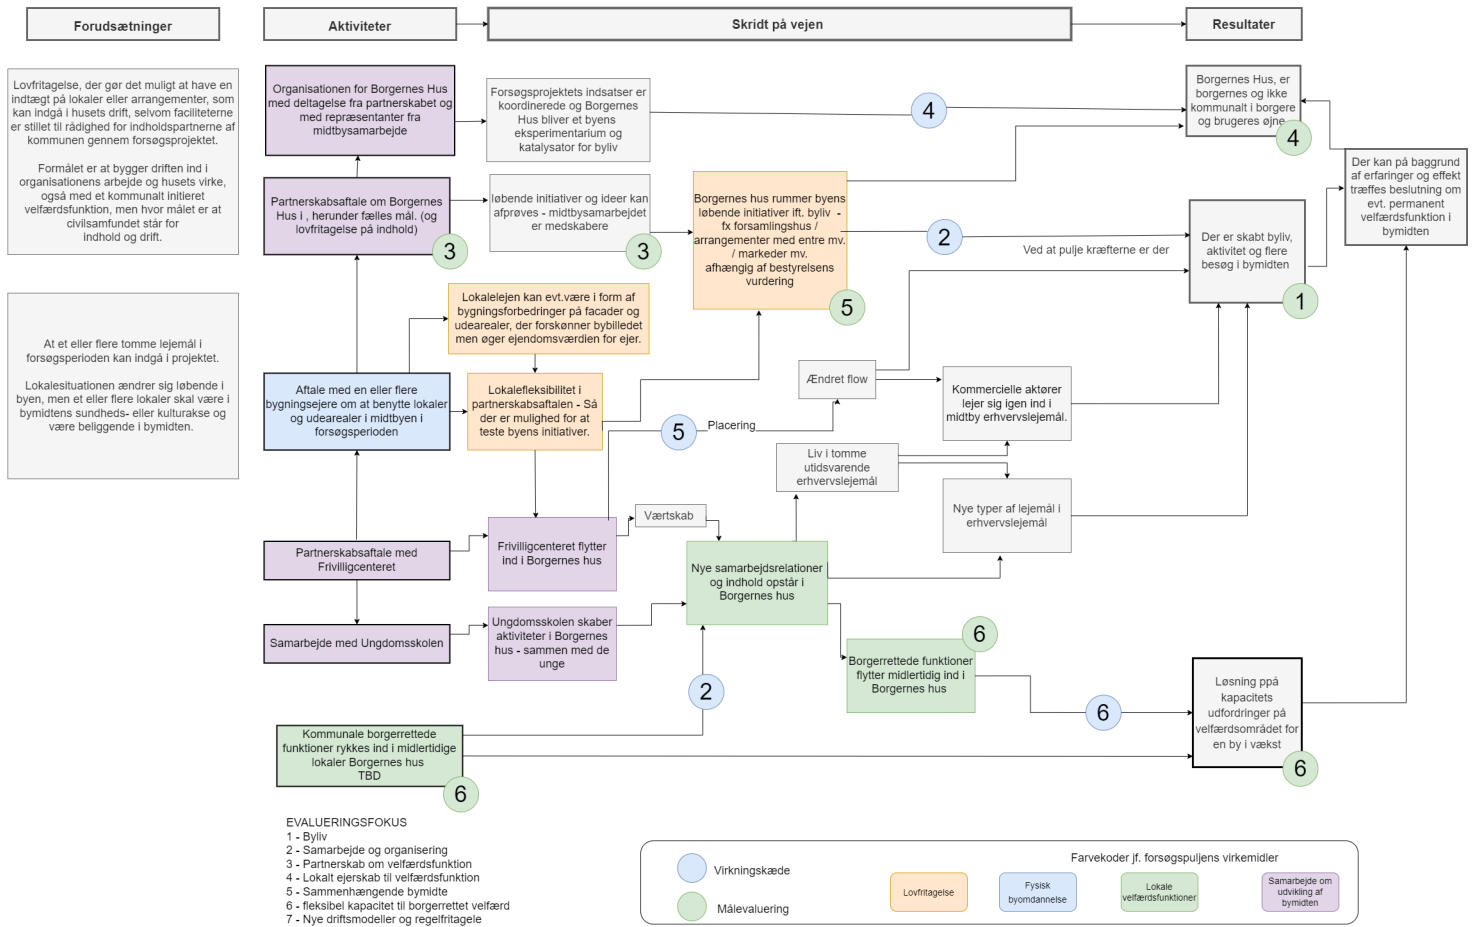 Forudsætninger
Aktiviteter
Skridt på vejen
Resultater
Lovfritagelse, der gør det muligt at have en
indtægt på lokaler eller arrangementer, som
kan indgå i husets drift, selvom faciliteterne
er stillet til rådighed for indholdspartnerne af
kommunen gennem forsøgsprojektet.
Formålet er at bygger driften ind i
organisationens arbejde og husets virke,
også med et kommunalt initieret
velfærdsfunktion, men hvor målet er at
civilsamfundet står for
indhold og drift.
At et eller flere tomme lejemål i
forsøgsperioden kan indgå i projektet.
Lokalesituationen ændrer sig løbende i
byen, men et eller flere lokaler skal være i
bymidtens sundheds- eller kulturakse og
være beliggende i bymidten.
Organisationen for Borgernes Hus
med deltagelse fra partnerskabet og
med repræsentanter fra
midtbysamarbejde
Partnerskabsaftale om Borgernes
Hus i , herunder fælles mål. (og
lovfritagelse på indhold)
3
Aftale med en eller flere
bygningsejere om at benytte lokaler
og udearealer i midtbyen i
forsøgsperioden
Partnerskabsaftale med
Frivilligcenteret
Samarbejde med Ungdomsskolen
Kommunale borgerrettede
funktioner rykkes ind i midlertidige
lokaler Borgernes hus
TBD
6
Forsøgsprojektets indsatser er
koordinerede og Borgernes
Hus bliver et byens
eksperimentarium og
katalysator for byliv
løbende initiativer og ideer kan
afprøves - midtbysamarbejdet
er medskabere
3
Lokalelejen kan evt.være i form af
bygningsforbedringer på facader og
udearealer, der forskønner bybilledet
men øger ejendomsværdien for ejer.
Lokalefleksibilitet i
partnerskabsaftalen - Så
der er mulighed for at
teste byens initiativer.
Frivilligcenteret flytter
ind i Borgernes hus
Ungdomsskolen skaber
aktiviteter i Borgernes
hus - sammen med de
unge
Værtskab
5
Placering
2
Borgernes hus rummer byens
løbende initiativer ift. byliv -
fx forsamlingshus /
arrangementer med entre mv.
/ markeder mv.
afhængig af bestyrelsens
vurdering
5
Nye samarbejdsrelationer
og indhold opstår i
Borgernes hus
Ændret flow
Liv i tomme
utidsvarende
erhvervslejemål
Borgerrettede funktioner
flytter midlertidig ind i
Borgernes hus
6
4
2
Ved at pulje kræfterne er der
Kommercielle aktører
lejer sig igen ind i
midtby erhvervslejemål.
Nye typer af lejemål i
erhvervslejemål
6
Borgernes Hus, er
borgernes og ikke
kommunalt i borgere
og brugeres øjne
4
Der er skabt byliv,
aktivitet og flere
besøg i bymidten
1
Løsning ppå
kapacitets
udfordringer på
velfærdsområdet for
en by i vækst
6
Der kan på baggrund
af erfaringer og effekt
træffes beslutning om
evt. permanent
velfærdsfunktion i
bymidten
EVALUERINGSFOKUS
1 - Byliv
2 - Samarbejde og organisering
3 - Partnerskab om velfærdsfunktion
4 - Lokalt ejerskab til velfærdsfunktion
5 - Sammenhængende bymidte
6 - fleksibel kapacitet til borgerrettet velfærd
7 - Nye driftsmodeller og regelfritagele
Virkningskæde
Målevaluering
Farvekoder jf. forsøgspuljens virkemidler
Lovfritagelse
Fysisk
byomdannelse
Lokale
velfærdsfunktioner
Samarbejde om
udvikling af
bymidten